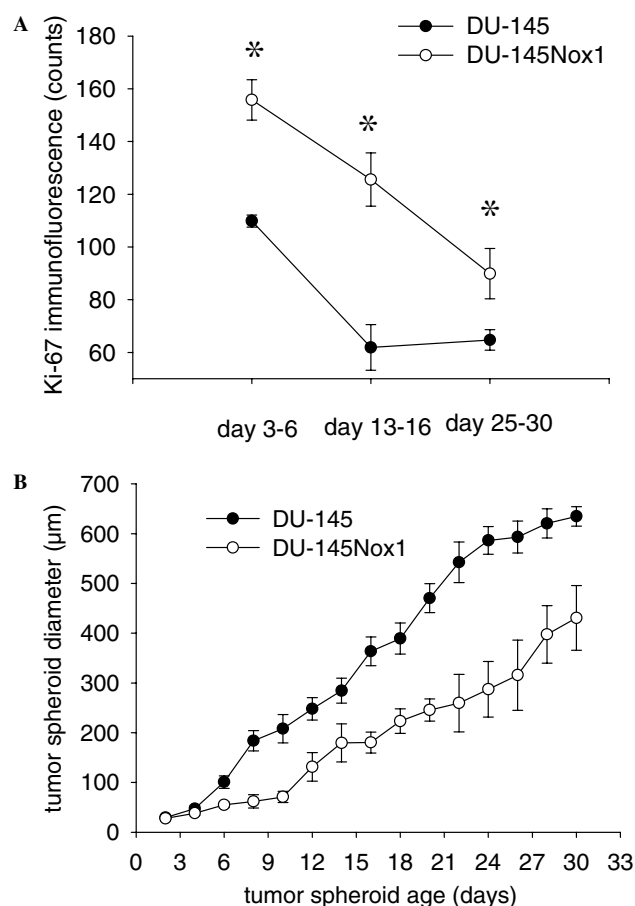 A
DU-145
DU-145Nox1
Ki-67 immunofluorescence (counts)
180
160
140
120
100
80
60
*
*
*
day 3-6
day 13-16
day 25-30
B
DU-145
DU-145Nox1
tumor spheroid diameter (µm)
700
600
500
400
300
200
100
0
0 3 6 9 12 15 18 21 24 27 30 33
tumor spheroid age (days)